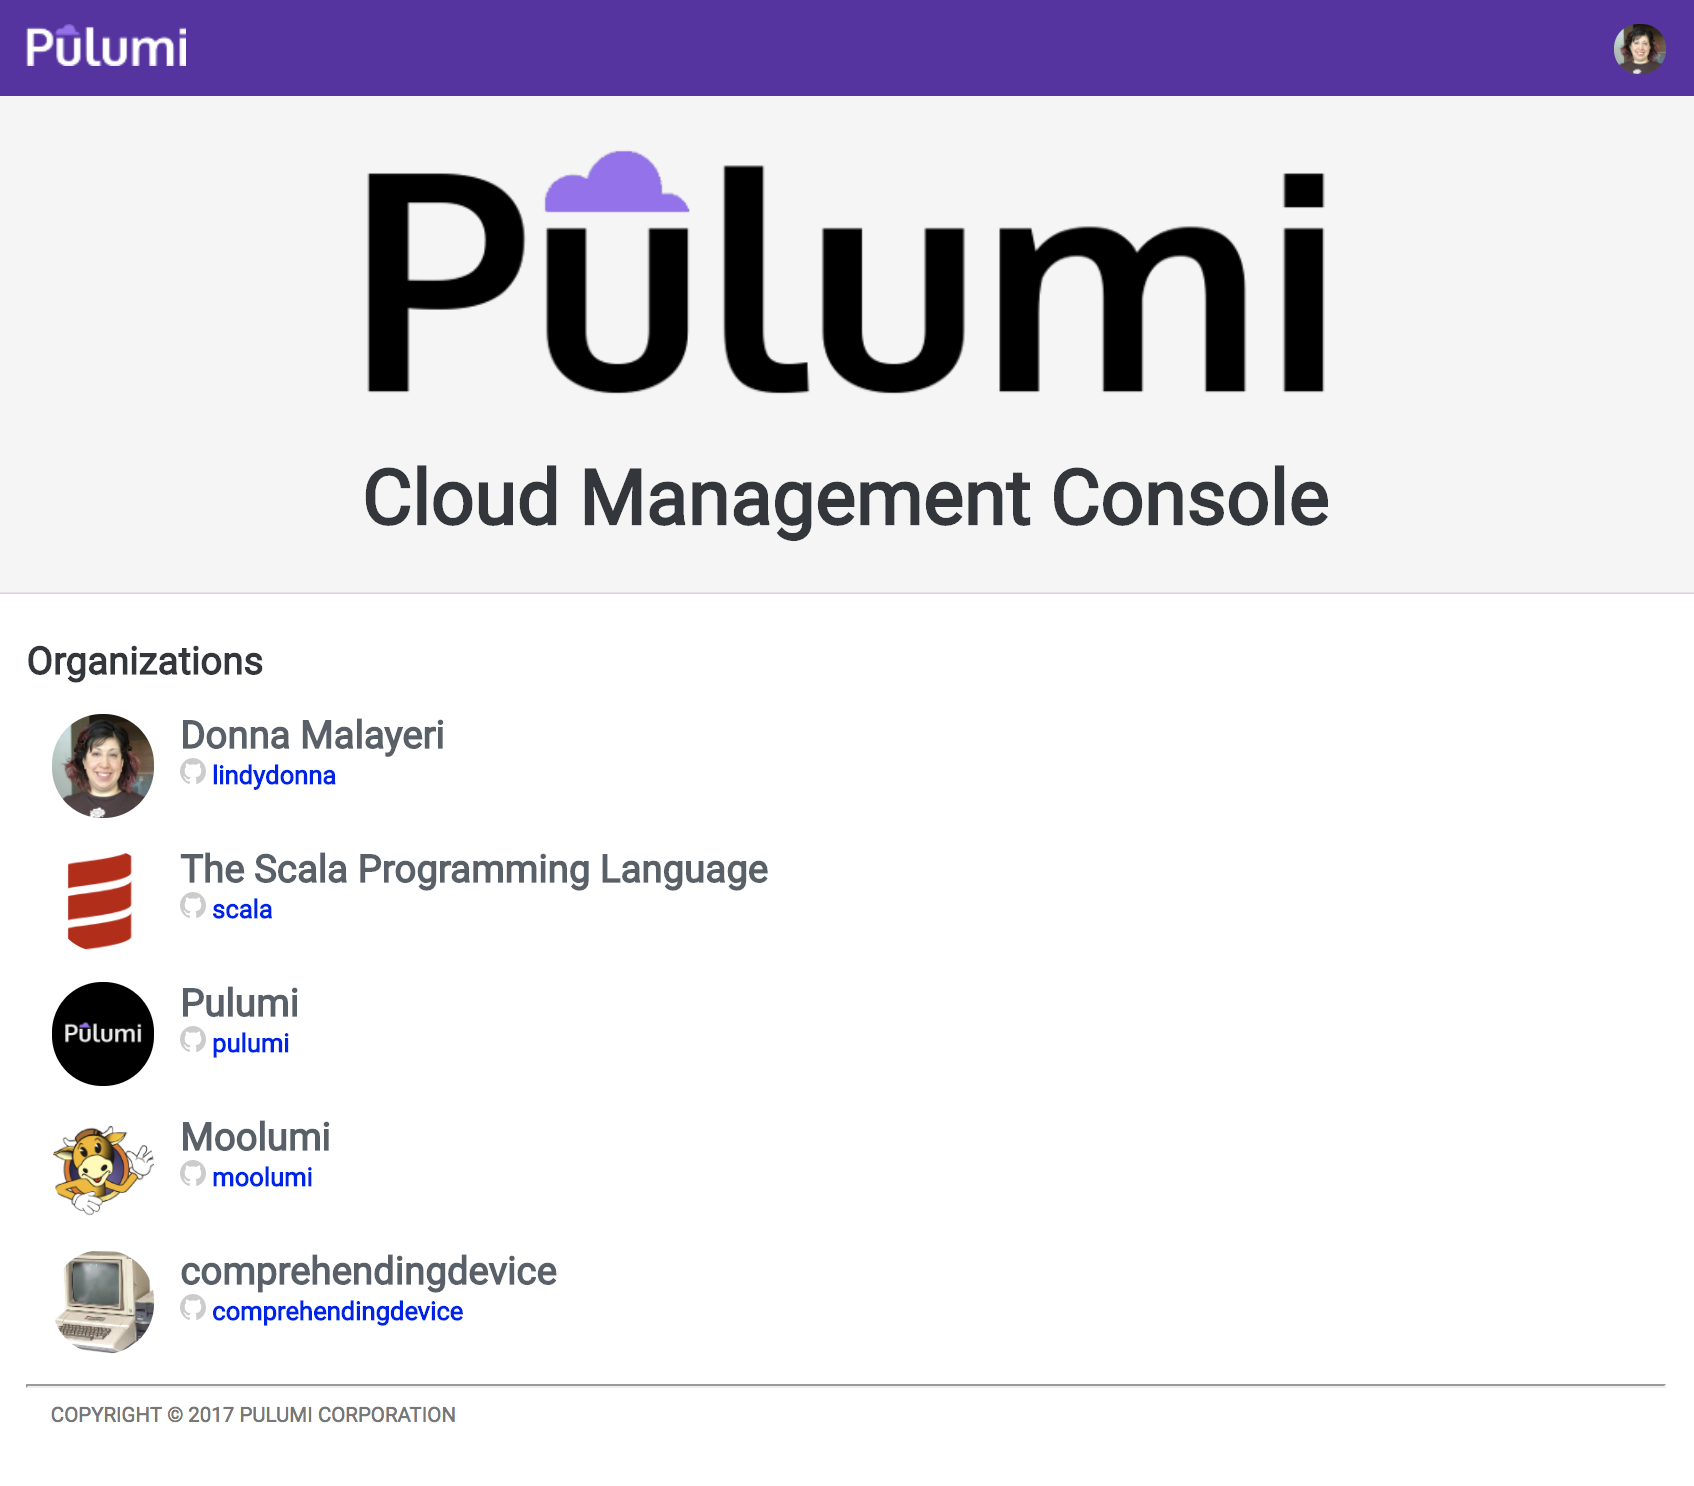 Pulumi
Pulumi
Cloud Management Console
Organizations
Donna Malayeri
lindydonna
The Scala Programming Language
scala
Pulumi
Pulumi
pulumi
Moolumi
moolumi
comprehendingdevice
comprehendingdevice
COPYRIGHT © 2017 PULUMI CORPORATION